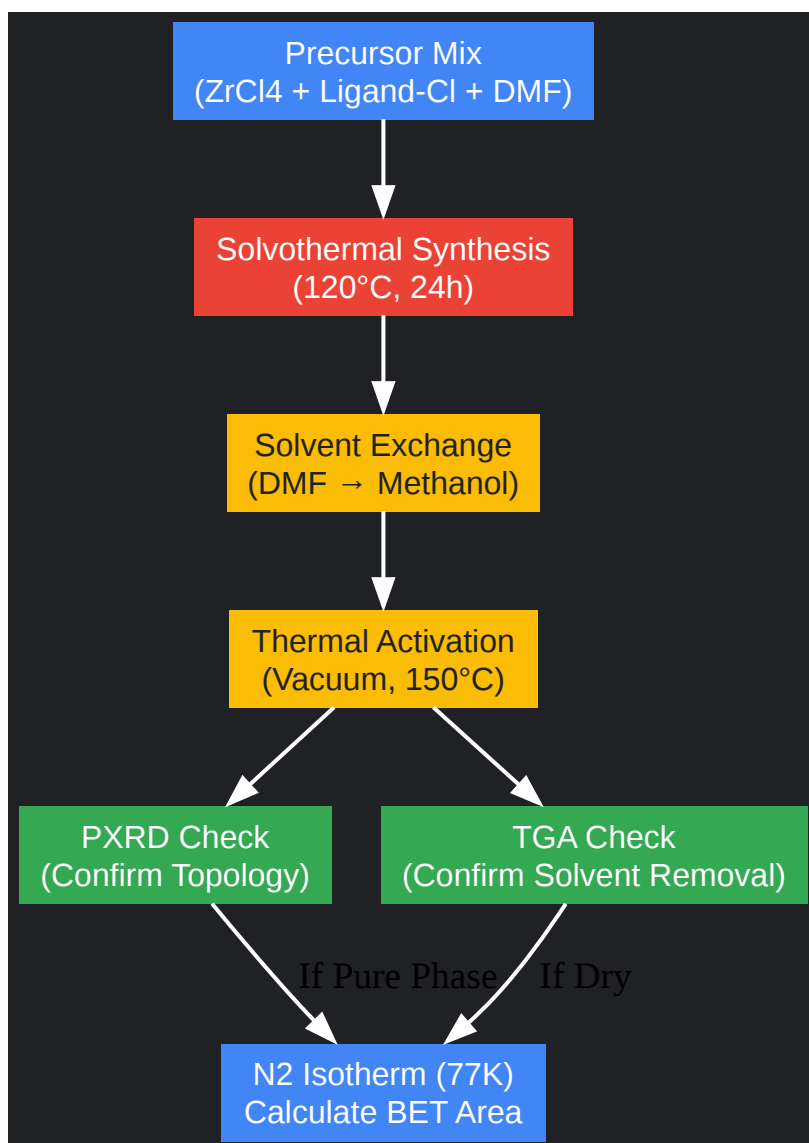 Precursor Mix
(ZrCl4 + Ligand-Cl + DMF)
Solvothermal Synthesis
(120°C, 24h)
Solvent Exchange
(DMF → Methanol)
Thermal Activation
(Vacuum, 150°C)
PXRD Check
(Confirm Topology)
TGA Check
(Confirm Solvent Removal)
If Pure Phase
If Dry
N2 Isotherm (77K)
Calculate BET Area